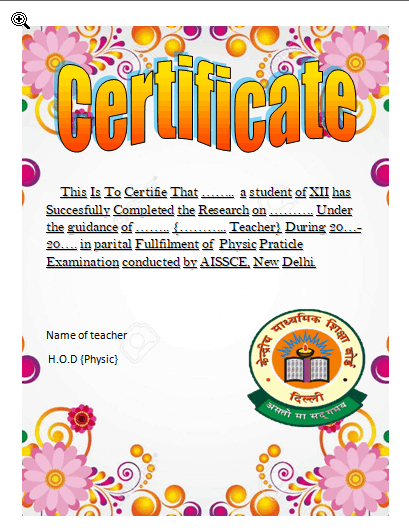 Certificate
This Is To Certifie That …….. a student of XII has
Succesfully Completed the Research on ………. Under
the guidance of …….. {……….. Teacher} During 20…-
20…. in parital Fullfilment of Physic Praticle
Examination conducted by AISSCE, New Delhi
Name of teacher
H.O.D {Physic}
केन्द्रीय माध्यमिक शिक्षा बोर्ड
दिल्ली
असतो मा सद्गमय